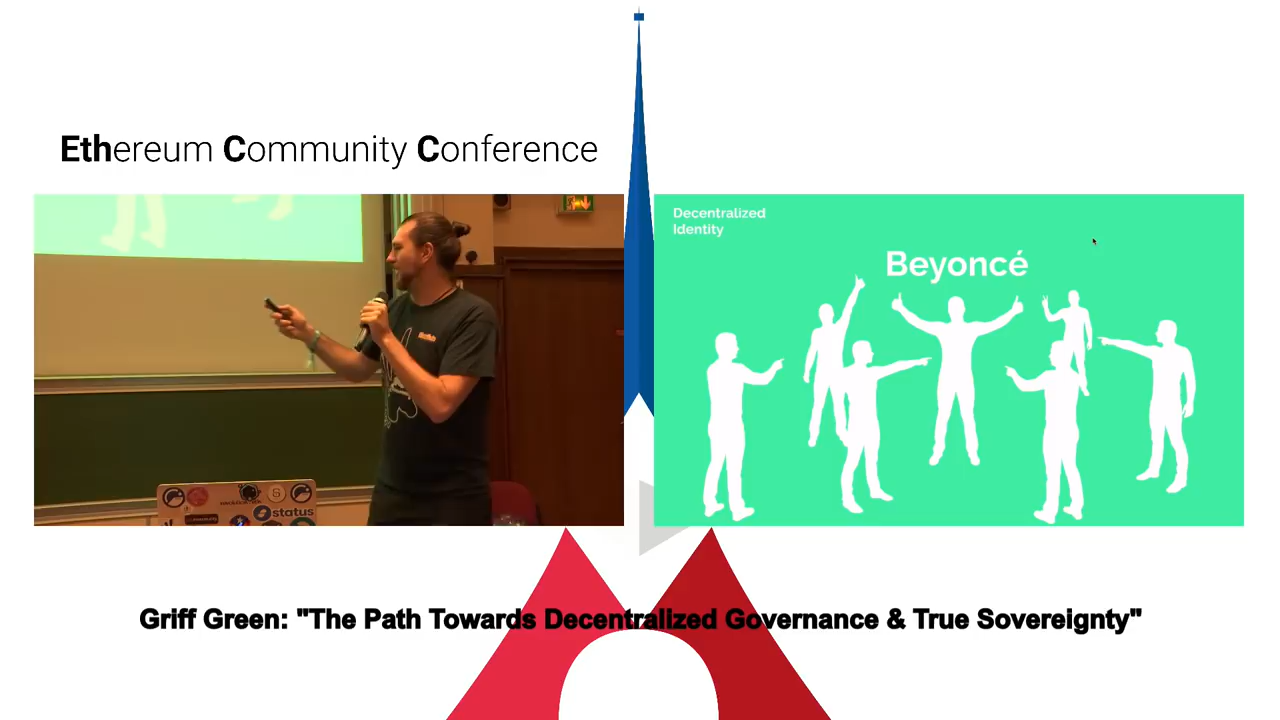 Ethereum Community Conference
Decentralized
Identity
Beyoncé
status
Griff Green: "The Path Towards Decentralized Governance & True Sovereignty"